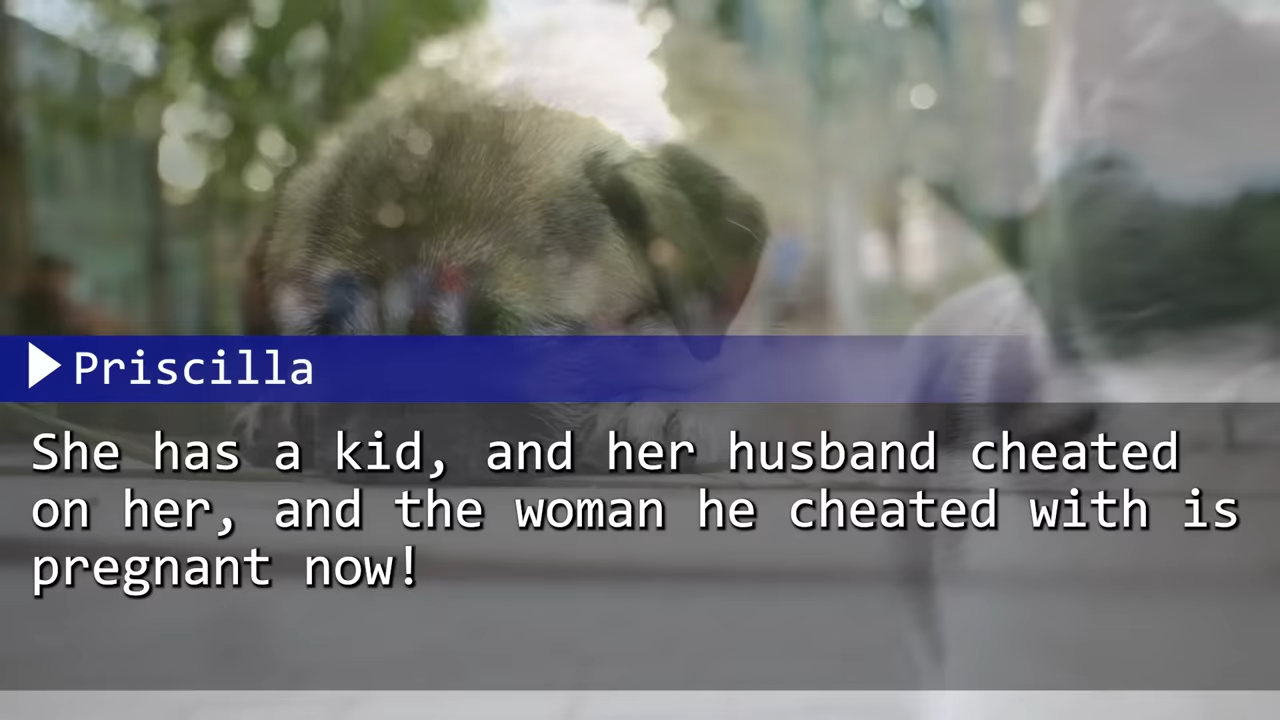 Priscilla
She has a kid, and her husband cheated
on her, and the woman he cheated with is
pregnant now!